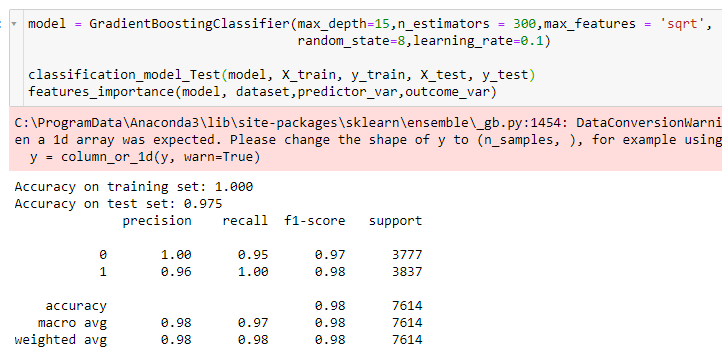 model = GradientBoostingClassifier(max_depth=15,n_estimators = 300,max_features = 'sqrt',
random_state=8,learning_rate=0.1)
classification_model_Test(model, X_train, y_train, X_test, y_test)
features_importance(model, dataset,predictor_var,outcome_var)
C:\ProgramData\Anaconda3\lib\site-packages\sklearn\ensemble\_gb.py:1454: DataConversionWarni
en a 1d array was expected. Please change the shape of y to (n_samples, ), for example using
y = column_or_1d(y, warn=True)
Accuracy on training set: 1.000
Accuracy on test set: 0.975
precision recall f1-score support
0 1.00 0.95 0.97 3777
1 0.96 1.00 0.98 3837
accuracy 0.98 7614
macro avg 0.98 0.97 0.98 7614
weighted avg 0.98 0.98 0.98 7614